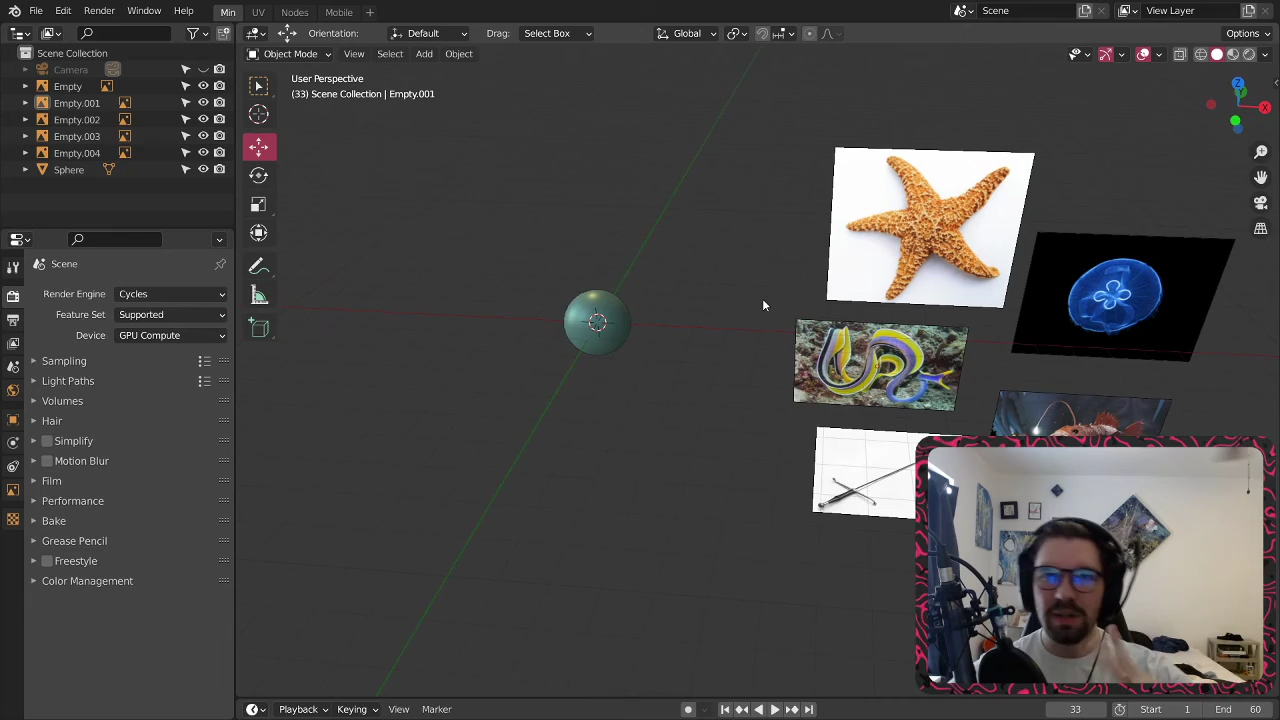 File Edit Render Window Help Min UV Nodes Mobile + Scene View Layer
Orientation: Default Drag: Select Box Global Options
Scene Collection
Object Mode View Select Add Object
Camera
Empty
Empty.001
Empty.002
Empty.003
Empty.004
Sphere
User Perspective
(33) Scene Collection | Empty.001
Z
Y
X
Scene
Render Engine Cycles
Feature Set Supported
Device GPU Compute
Sampling
Light Paths
Volumes
Hair
Simplify
Motion Blur
Film
Performance
Bake
Grease Pencil
Freestyle
Color Management
Playback Keying View Marker 33 Start 1 End 60